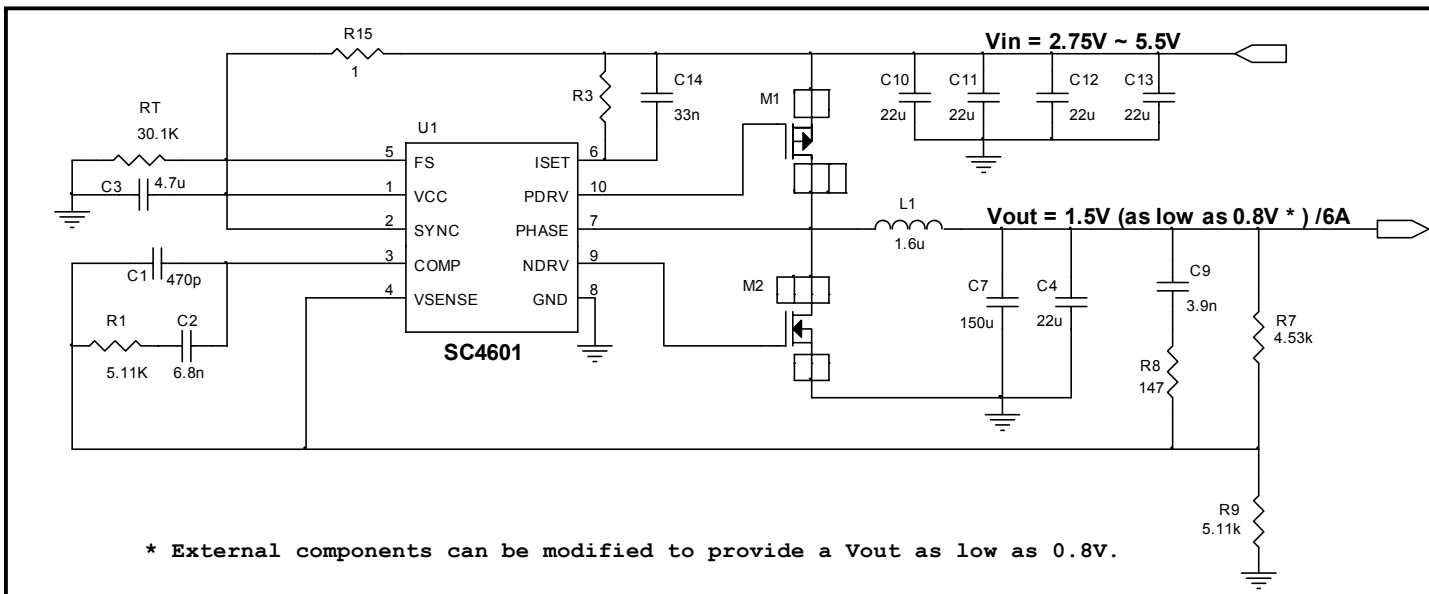 R15
1
Vin = 2.75V ~ 5.5V
RT
30.1K
R3
C14
33n
M1
C10
22u
C11
22u
C12
22u
C13
22u
U1
5 FS
1 VCC
2 SYNC
3 COMP
4 VSENSE
ISET 6
PDRV 10
PHASE 7
NDRV 9
GND 8
SC4601
C3
4.7u
C1
470p
R1
5.11K
C2
6.8n
L1
1.6u
Vout = 1.5V (as low as 0.8V * ) /6A
M2
C7
150u
C4
22u
C9
3.9n
R8
147
R7
4.53k
R9
5.11k
* External components can be modified to provide a Vout as low as 0.8V.